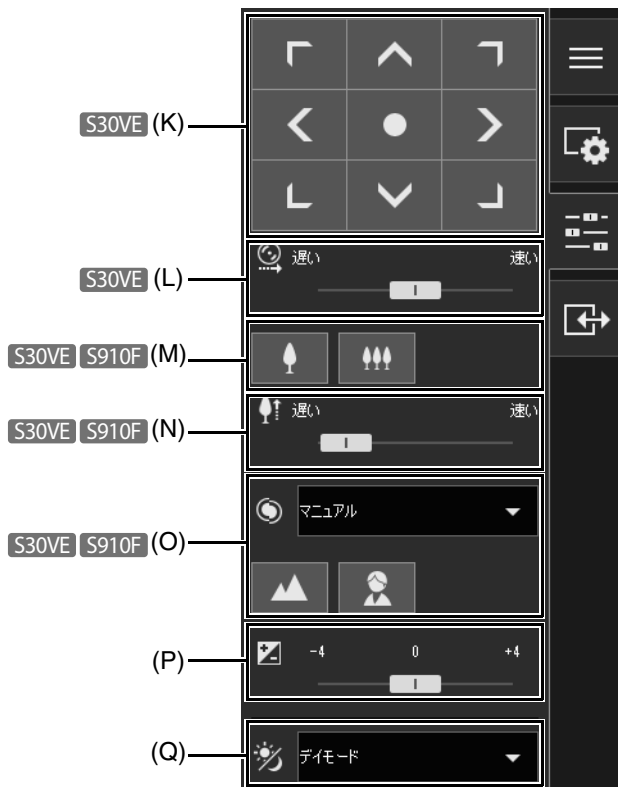 S30VE (K)
S30VE (L)
遅い 速い
S30VE S910F (M)
S30VE S910F (N)
遅い 速い
S30VE S910F (O)
マニュアル
(P)
-4 0 +4
(Q)
デイモード